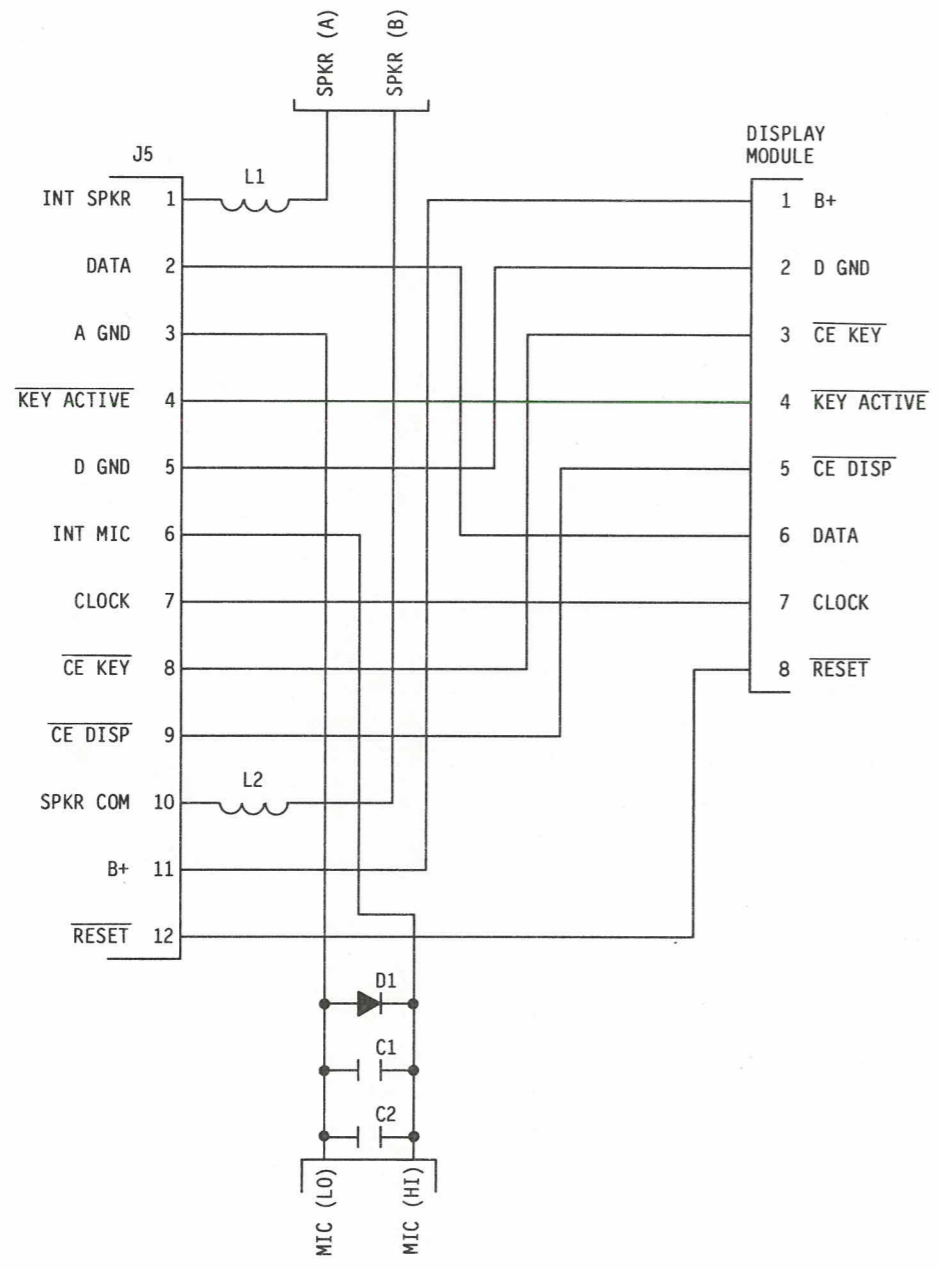 SPKR (A)
SPKR (B)
J5
INT SPKR 1
DATA 2
A GND 3
KEY ACTIVE 4
D GND 5
INT MIC 6
CLOCK 7
CE KEY 8
CE DISP 9
SPKR COM 10
B+ 11
RESET 12
L1
L2
DISPLAY
MODULE
1 B+
2 D GND
3 CE KEY
4 KEY ACTIVE
5 CE DISP
6 DATA
7 CLOCK
8 RESET
D1
C1
C2
MIC (LO)
MIC (HI)